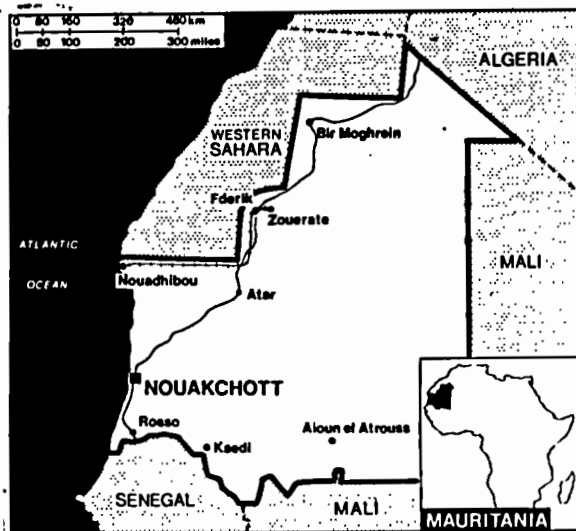 0 80 160 320 480 km
0 50 100 200 300 miles
ALGERIA
WESTERN
SAHARA
Bir Moghrein
Fderik
Zouerate
ATLANTIC
OCEAN
MALI
Nouadhibou
Atar
NOUAKCHOTT
Rosso
Kaedi
Aioun el Atrouss
SENEGAL
MALI
MAURITANIA